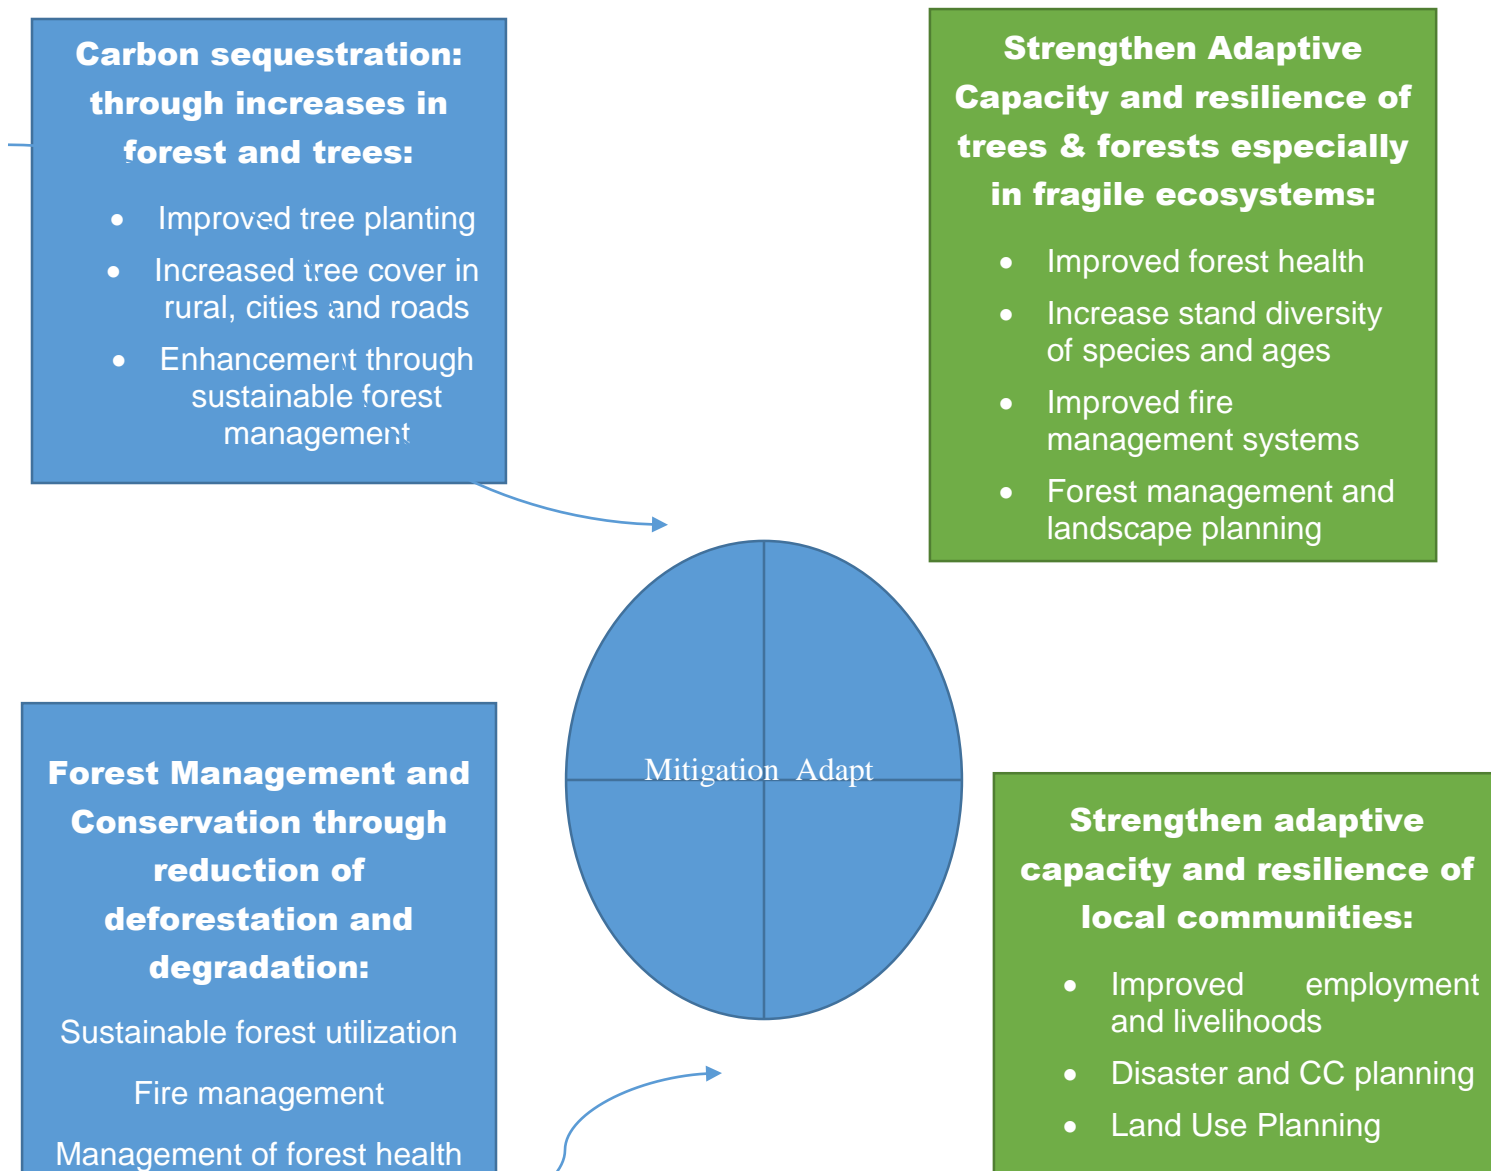 Carbon sequestration:
through increases in
forest and trees:
• Improved tree planting
• Increased tree cover in
rural, cities and roads
• Enhancement through
sustainable forest
management
Strengthen Adaptive
Capacity and resilience of
trees & forests especially
in fragile ecosystems:
• Improved forest health
• Increase stand diversity
of species and ages
• Improved fire
management systems
• Forest management and
landscape planning
Mitigation Adapt
Forest Management and
Conservation through
reduction of
deforestation and
degradation:
Sustainable forest utilization
Fire management
Management of forest health
Strengthen adaptive
capacity and resilience of
local communities:
• Improved employment
and livelihoods
• Disaster and CC planning
• Land Use Planning